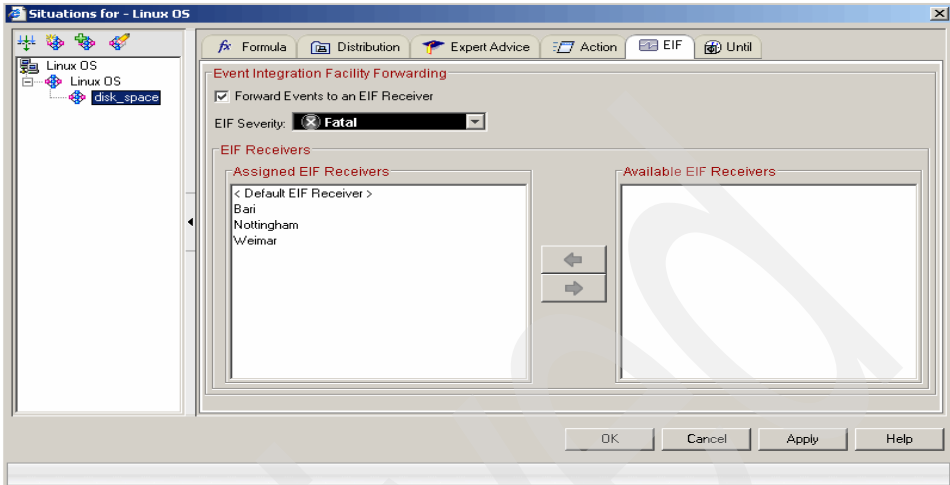 Situations for - Linux OS
Linux OS
Linux OS
disk_space
fx Formula
Distribution
Expert Advice
Action
EIF
Until
Event Integration Facility Forwarding
Forward Events to an EIF Receiver
EIF Severity: Fatal
EIF Receivers
Assigned EIF Receivers
< Default EIF Receiver >
Bari
Nottingham
Weimar
Available EIF Receivers
OK
Cancel
Apply
Help